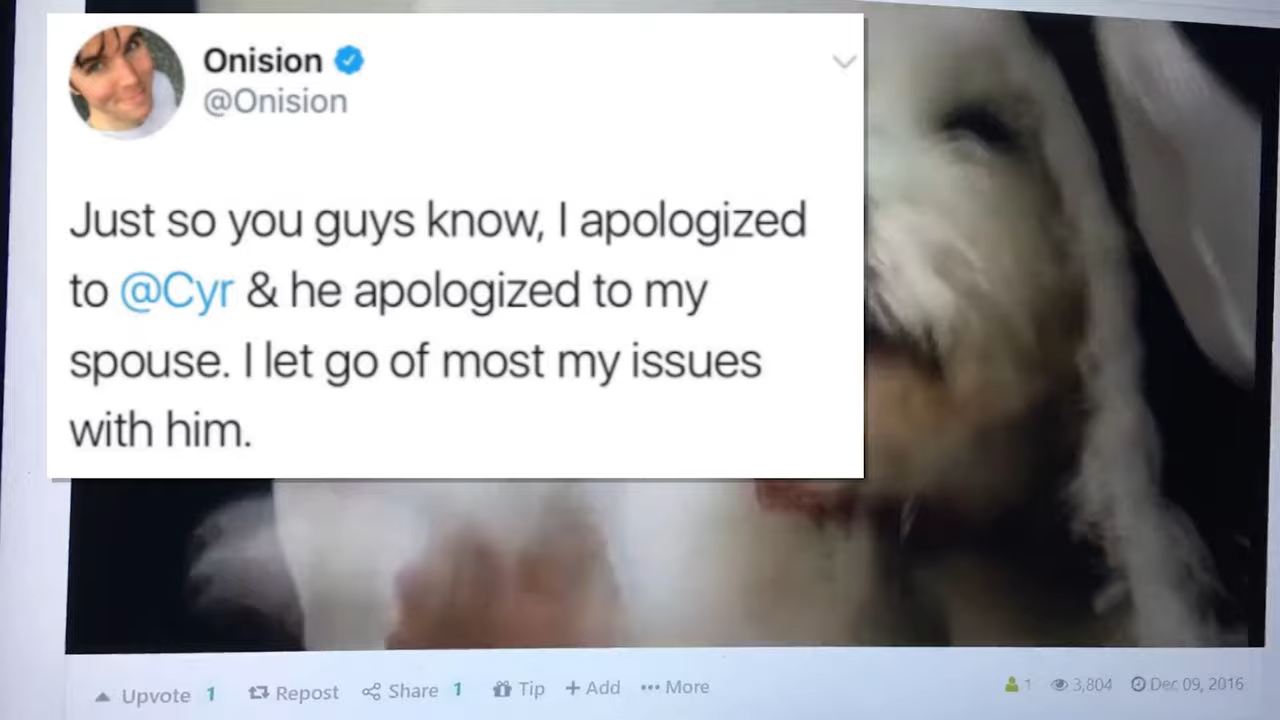 Onision
@Onision
Just so you guys know, I apologized
to @Cyr & he apologized to my
spouse. I let go of most my issues
with him.
Upvote 1 Repost Share 1 Tip + Add ••• More 1 3,804 Dec 09, 2016